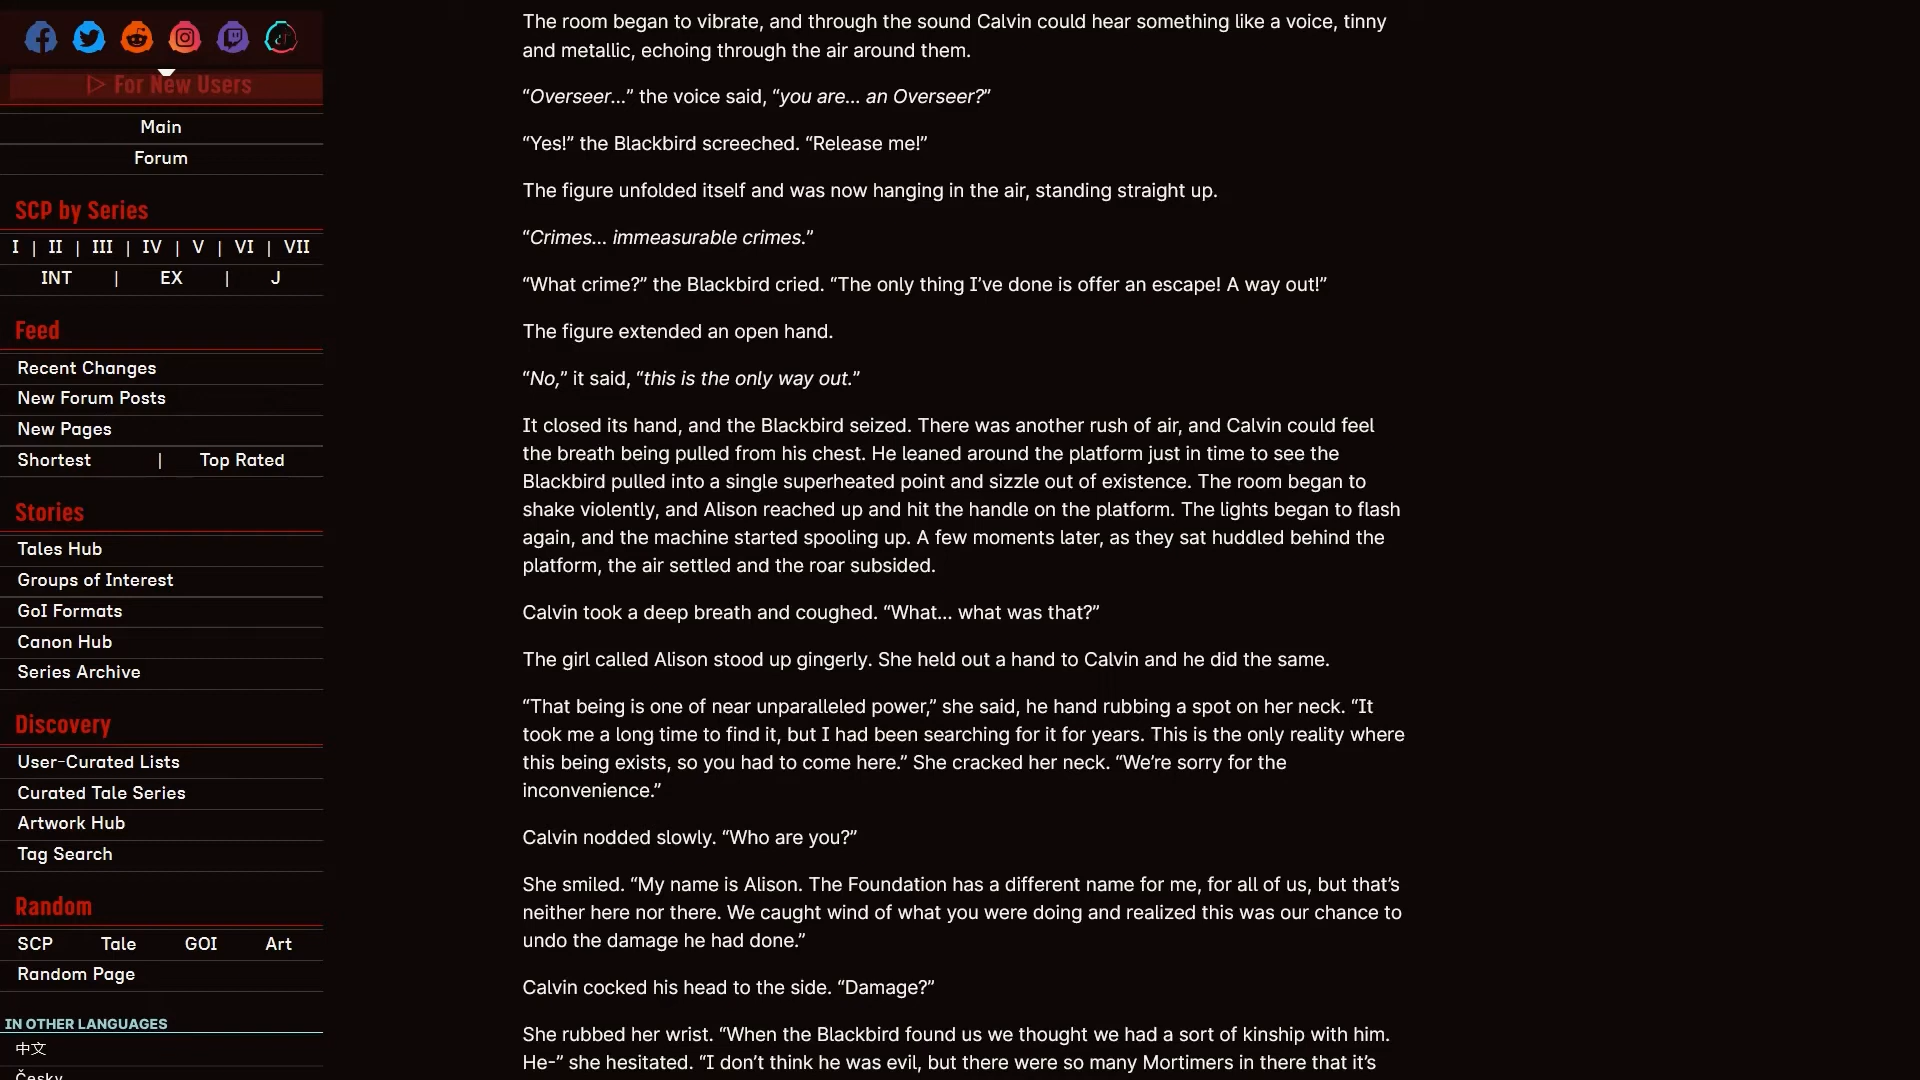 ▷ For New Users
Main
Forum
SCP by Series
I | II | III | IV | V | VI | VII
INT | EX | J
Feed
Recent Changes
New Forum Posts
New Pages
Shortest | Top Rated
Stories
Tales Hub
Groups of Interest
GoI Formats
Canon Hub
Series Archive
Discovery
User-Curated Lists
Curated Tale Series
Artwork Hub
Tag Search
Random
SCP Tale GOI Art
Random Page
IN OTHER LANGUAGES
中文
Česky
The room began to vibrate, and through the sound Calvin could hear something like a voice, tinny
and metallic, echoing through the air around them.
“Overseer…” the voice said, “you are… an Overseer?”
“Yes!” the Blackbird screeched. “Release me!”
The figure unfolded itself and was now hanging in the air, standing straight up.
“Crimes… immeasurable crimes.”
“What crime?” the Blackbird cried. “The only thing I’ve done is offer an escape! A way out!”
The figure extended an open hand.
“No,” it said, “this is the only way out.”
It closed its hand, and the Blackbird seized. There was another rush of air, and Calvin could feel
the breath being pulled from his chest. He leaned around the platform just in time to see the
Blackbird pulled into a single superheated point and sizzle out of existence. The room began to
shake violently, and Alison reached up and hit the handle on the platform. The lights began to flash
again, and the machine started spooling up. A few moments later, as they sat huddled behind the
platform, the air settled and the roar subsided.
Calvin took a deep breath and coughed. “What… what was that?”
The girl called Alison stood up gingerly. She held out a hand to Calvin and he did the same.
“That being is one of near unparalleled power,” she said, he hand rubbing a spot on her neck. “It
took me a long time to find it, but I had been searching for it for years. This is the only reality where
this being exists, so you had to come here.” She cracked her neck. “We’re sorry for the
inconvenience.”
Calvin nodded slowly. “Who are you?”
She smiled. “My name is Alison. The Foundation has a different name for me, for all of us, but that’s
neither here nor there. We caught wind of what you were doing and realized this was our chance to
undo the damage he had done.”
Calvin cocked his head to the side. “Damage?”
She rubbed her wrist. “When the Blackbird found us we thought we had a sort of kinship with him.
He-” she hesitated. “I don’t think he was evil, but there were so many Mortimers in there that it’s